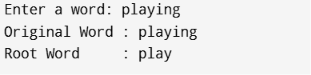 Enter a word: playing
Original Word : playing
Root Word     : play